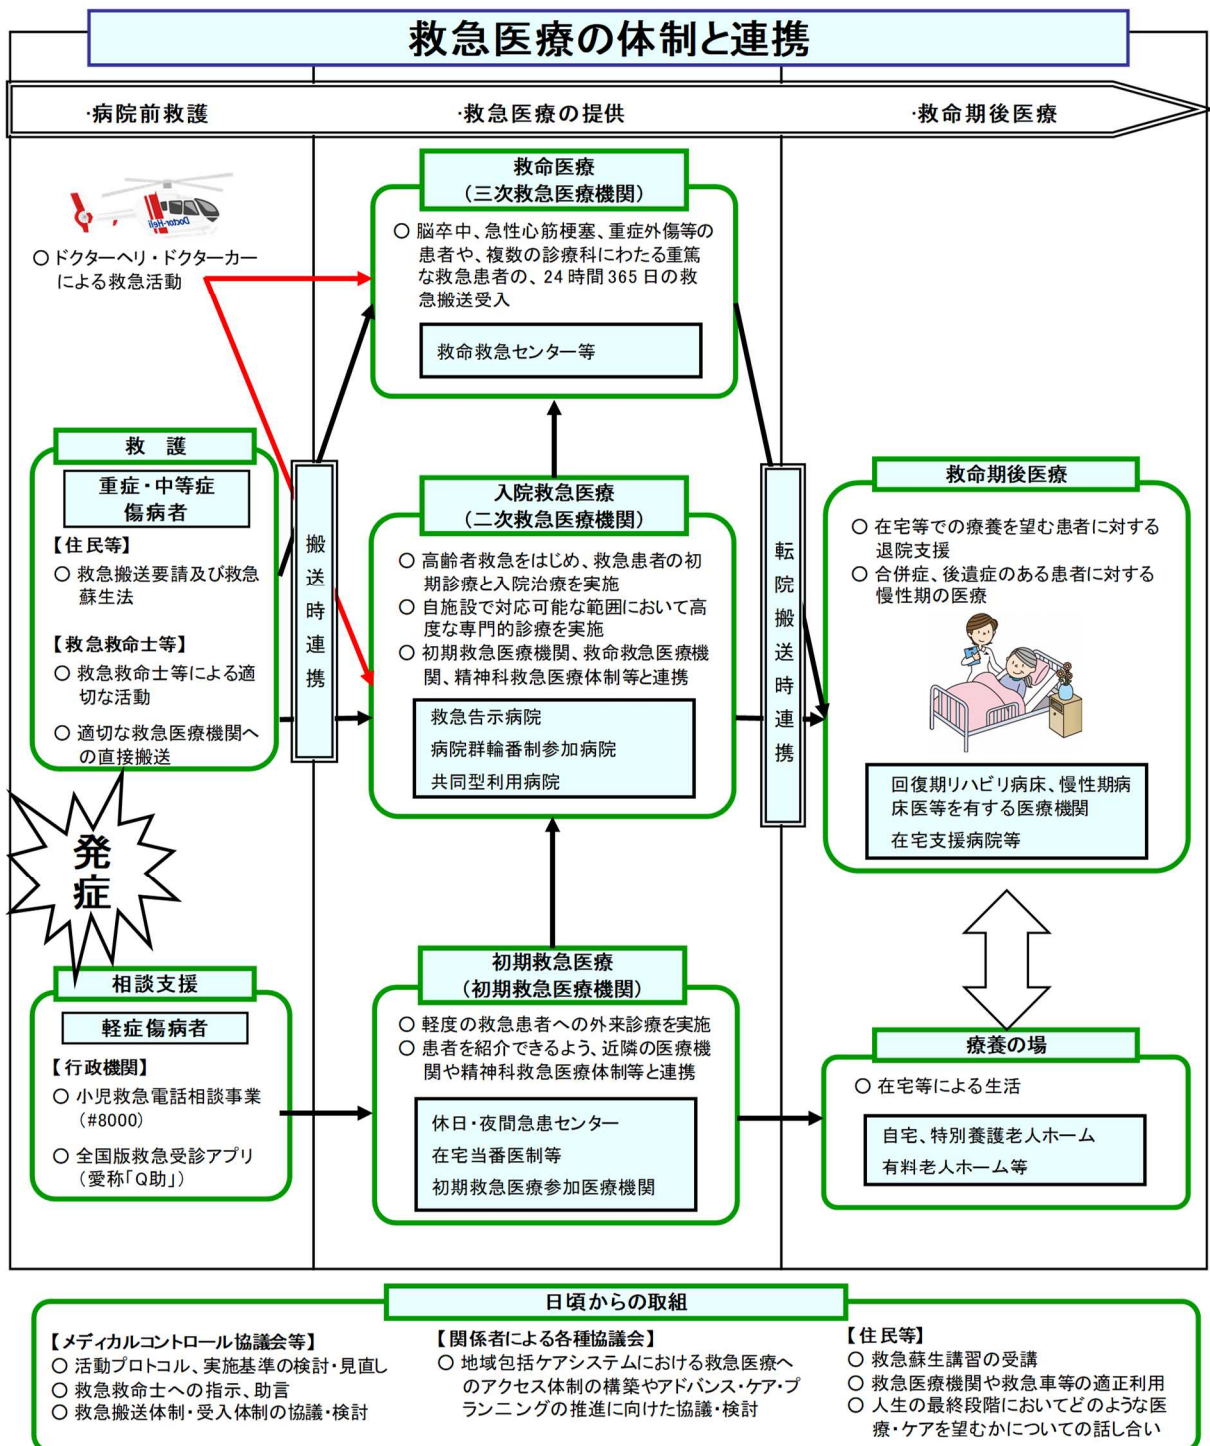 救急医療の体制と連携
・病院前救護
・救急医療の提供
・救命期後医療
Doctor-Heli
○ ドクターヘリ・ドクターカー
による救急活動
救命医療
(三次救急医療機関)
○ 脳卒中、急性心筋梗塞、重症外傷等の
患者や、複数の診療科にわたる重篤
な救急患者の、24時間365日の救
急搬送受入
救命救急センター等
救 護
重症・中等症
傷病者
【住民等】
○ 救急搬送要請及び救急
蘇生法
【救急救命士等】
○ 救急救命士等による適
切な活動
○ 適切な救急医療機関へ
の直接搬送
搬送時連携
入院救急医療
(二次救急医療機関)
○ 高齢者救急をはじめ、救急患者の初
期診療と入院治療を実施
○ 自施設で対応可能な範囲において高
度な専門的診療を実施
○ 初期救急医療機関、救命救急医療機
関、精神科救急医療体制等と連携
救急告示病院
病院群輪番制参加病院
共同型利用病院
転院搬送時連携
救命期後医療
○ 在宅等での療養を望む患者に対する
退院支援
○ 合併症、後遺症のある患者に対する
慢性期の医療
回復期リハビリ病床、慢性期病
床医等を有する医療機関
在宅支援病院等
発症
相談支援
軽症傷病者
【行政機関】
○ 小児救急電話相談事業
(#8000)
○ 全国版救急受診アプリ
(愛称「Q助」)
初期救急医療
(初期救急医療機関)
○ 軽度の救急患者への外来診療を実施
○ 患者を紹介できるよう、近隣の医療機
関や精神科救急医療体制等と連携
休日・夜間急患センター
在宅当番医制等
初期救急医療参加医療機関
療養の場
○ 在宅等による生活
自宅、特別養護老人ホーム
有料老人ホーム等
日頃からの取組
【メディカルコントロール協議会等】
○ 活動プロトコル、実施基準の検討・見直し
○ 救急救命士への指示、助言
○ 救急搬送体制・受入体制の協議・検討
【関係者による各種協議会】
○ 地域包括ケアシステムにおける救急医療へ
のアクセス体制の構築やアドバンス・ケア・プ
ランニングの推進に向けた協議・検討
【住民等】
○ 救急蘇生講習の受講
○ 救急医療機関や救急車等の適正利用
○ 人生の最終段階においてどのような医
療・ケアを望むかについての話し合い